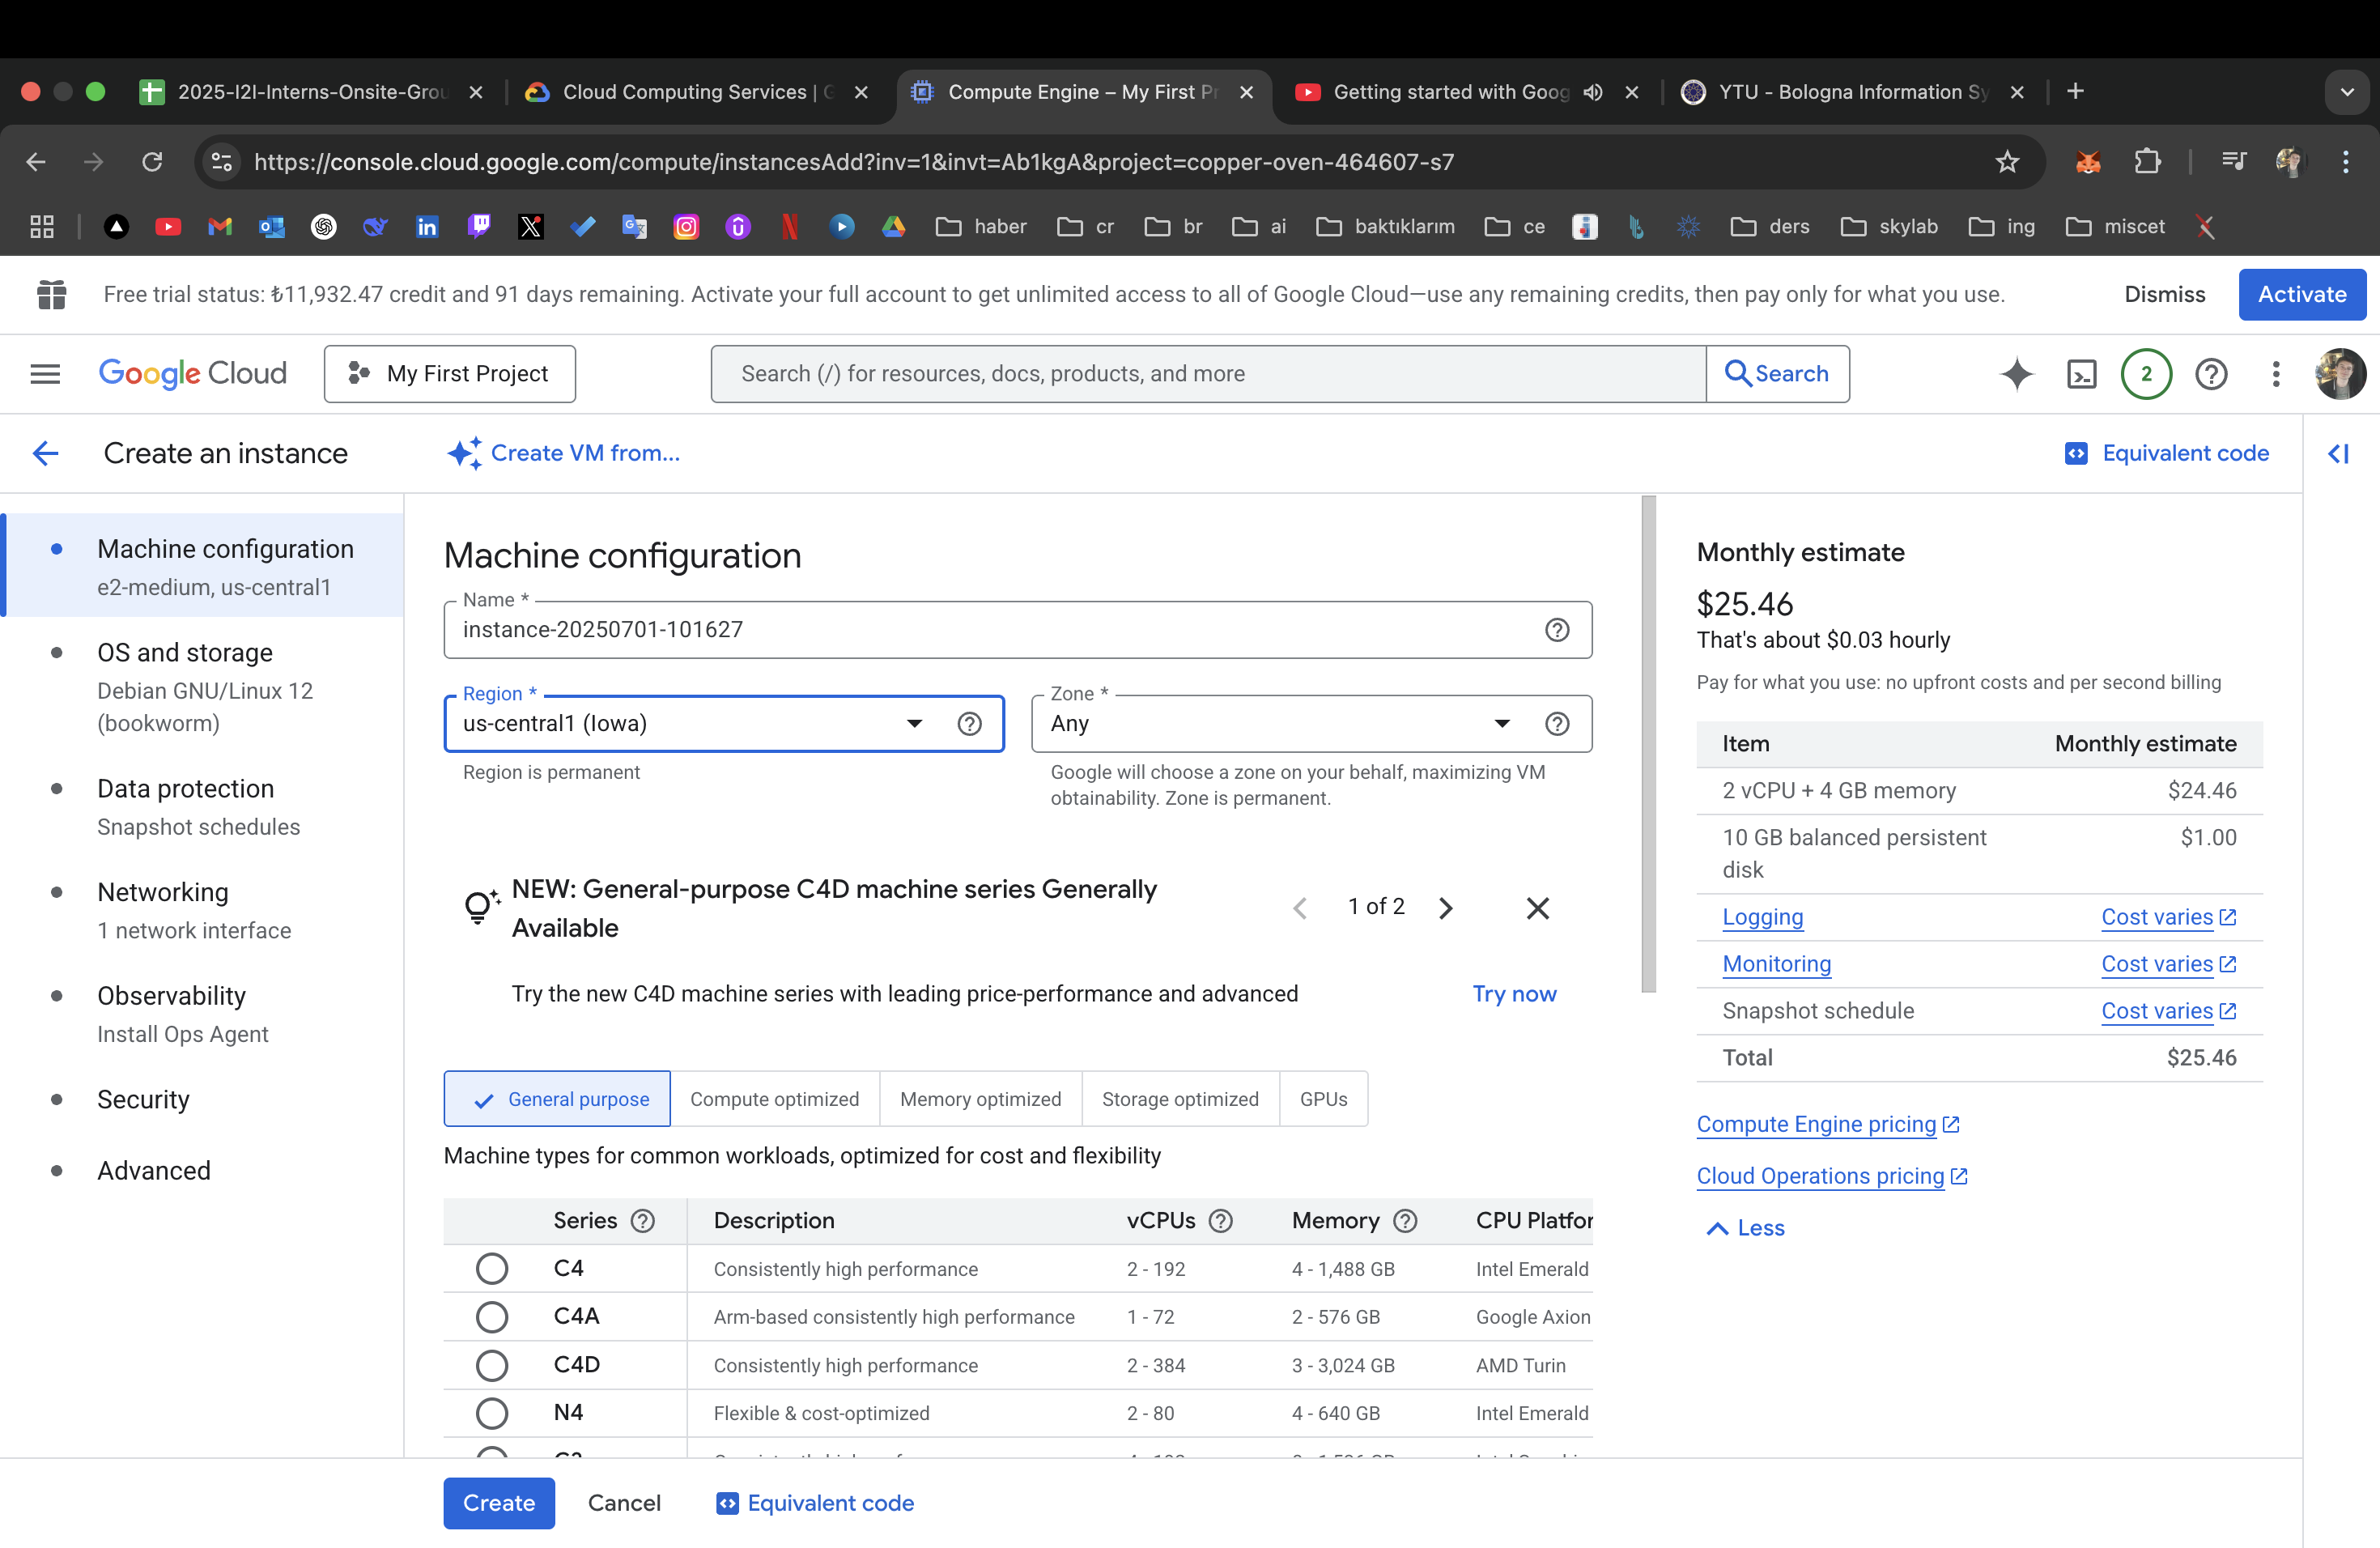 2025-I2I-Interns-Onsite-Grou
Cloud Computing Services | G
Compute Engine – My First Pr
Getting started with Goog
YTU - Bologna Information Sy
https://console.cloud.google.com/compute/instancesAdd?inv=1&invt=Ab1kgA&project=copper-oven-464607-s7
haber
cr
br
ai
baktıklarım
ce
ders
skylab
ing
miscet
Free trial status: ₺11,932.47 credit and 91 days remaining. Activate your full account to get unlimited access to all of Google Cloud—use any remaining credits, then pay only for what you use.
Dismiss
Activate
Google Cloud
My First Project
Search (/) for resources, docs, products, and more
Search
2
Create an instance
Create VM from...
Equivalent code
Machine configuration
e2-medium, us-central1
OS and storage
Debian GNU/Linux 12
(bookworm)
Data protection
Snapshot schedules
Networking
1 network interface
Observability
Install Ops Agent
Security
Advanced
Machine configuration
Name *
instance-20250701-101627
Region *
us-central1 (Iowa)
Region is permanent
Zone *
Any
Google will choose a zone on your behalf, maximizing VM
obtainability. Zone is permanent.
NEW: General-purpose C4D machine series Generally
Available
1 of 2
Try the new C4D machine series with leading price-performance and advanced
Try now
General purpose
Compute optimized
Memory optimized
Storage optimized
GPUs
Machine types for common workloads, optimized for cost and flexibility
Series Description vCPUs Memory CPU Platfor
C4 Consistently high performance 2 - 192 4 - 1,488 GB Intel Emerald
C4A Arm-based consistently high performance 1 - 72 2 - 576 GB Google Axion
C4D Consistently high performance 2 - 384 3 - 3,024 GB AMD Turin
N4 Flexible & cost-optimized 2 - 80 4 - 640 GB Intel Emerald
Create
Cancel
Equivalent code
Monthly estimate
$25.46
That's about $0.03 hourly
Pay for what you use: no upfront costs and per second billing
Item Monthly estimate
2 vCPU + 4 GB memory $24.46
10 GB balanced persistent $1.00
disk
Logging Cost varies
Monitoring Cost varies
Snapshot schedule Cost varies
Total $25.46
Compute Engine pricing
Cloud Operations pricing
Less